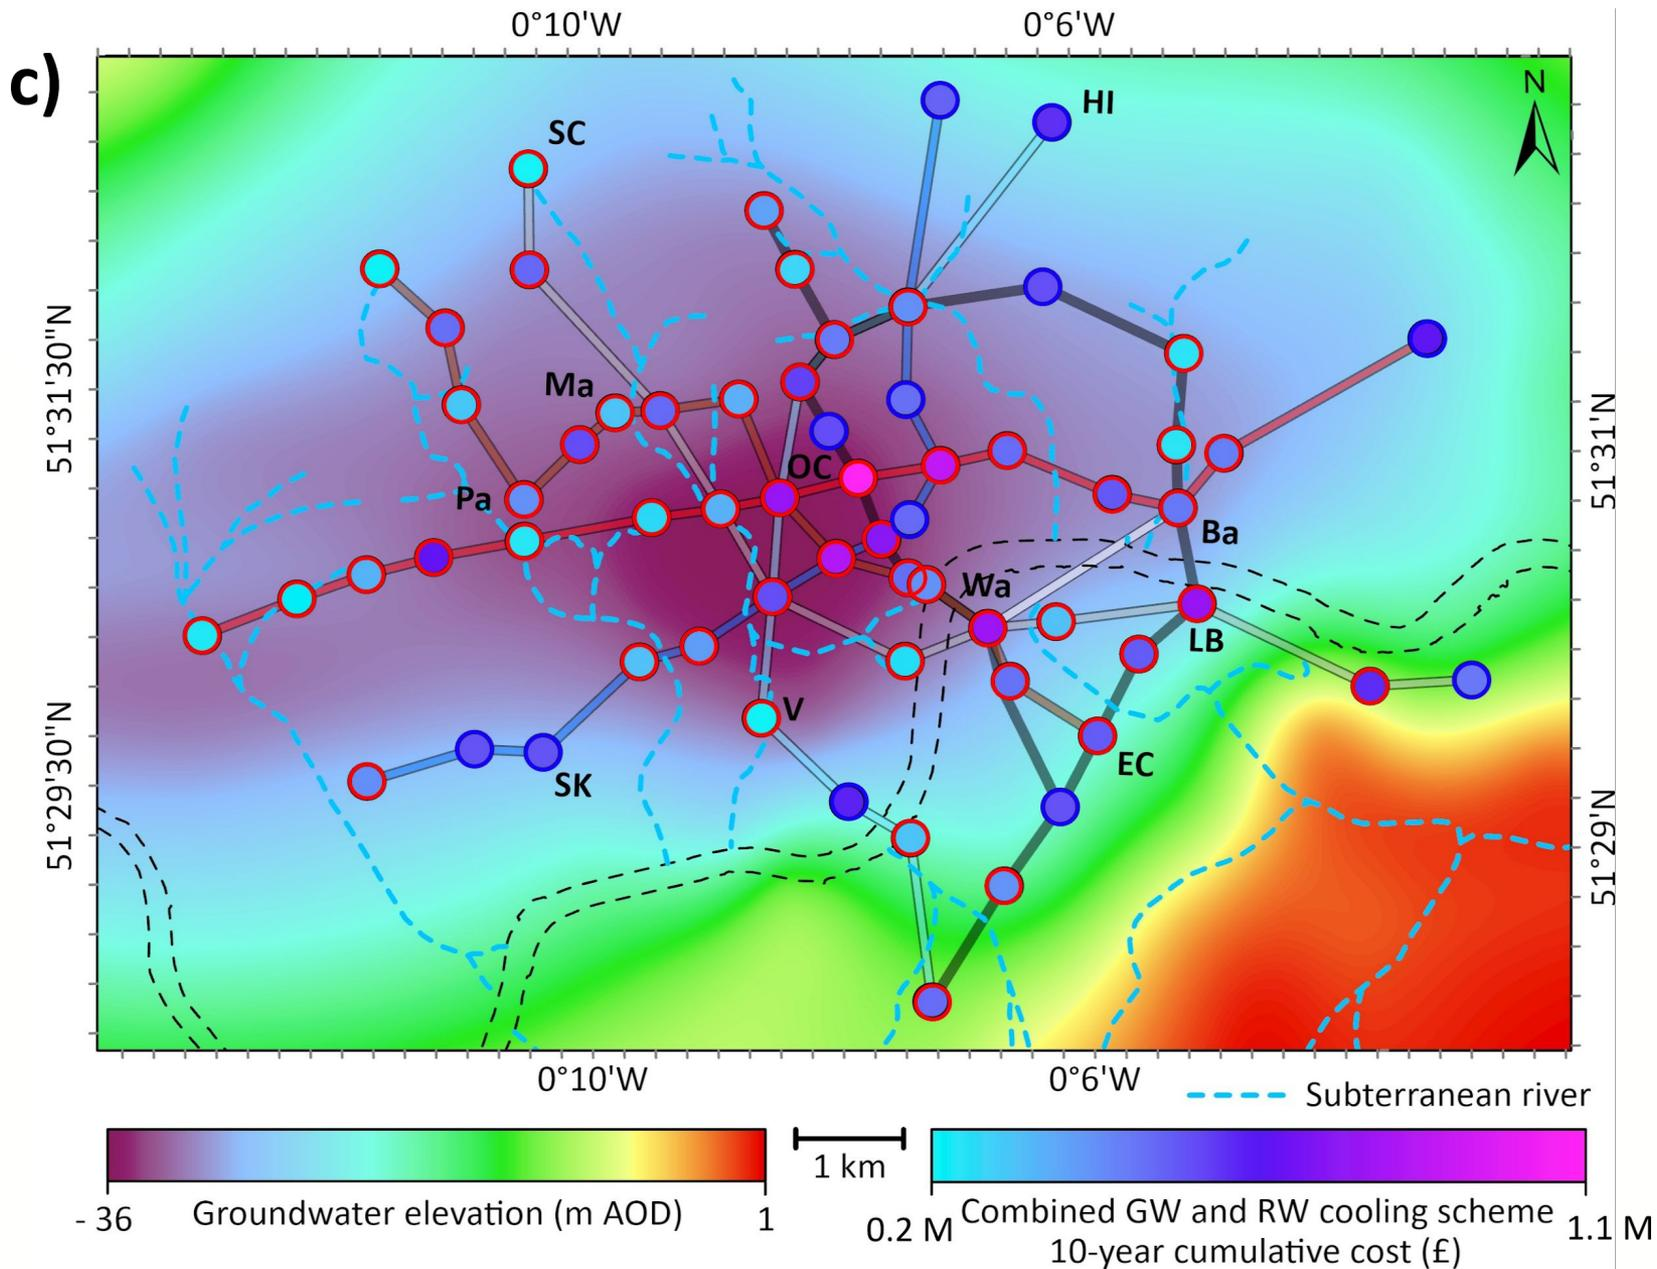 c)
0°10'W
0°6'W
N
HI
SC
51°31'30"N
Ma
51°31'N
OC
Pa
Ba
Wa
LB
V
51°29'30"N
EC
SK
51°29'N
0°10'W
0°6'W
Subterranean river
1 km
- 36
Groundwater elevation (m AOD)
1
0.2 M
Combined GW and RW cooling scheme
10-year cumulative cost (£)
1.1 M